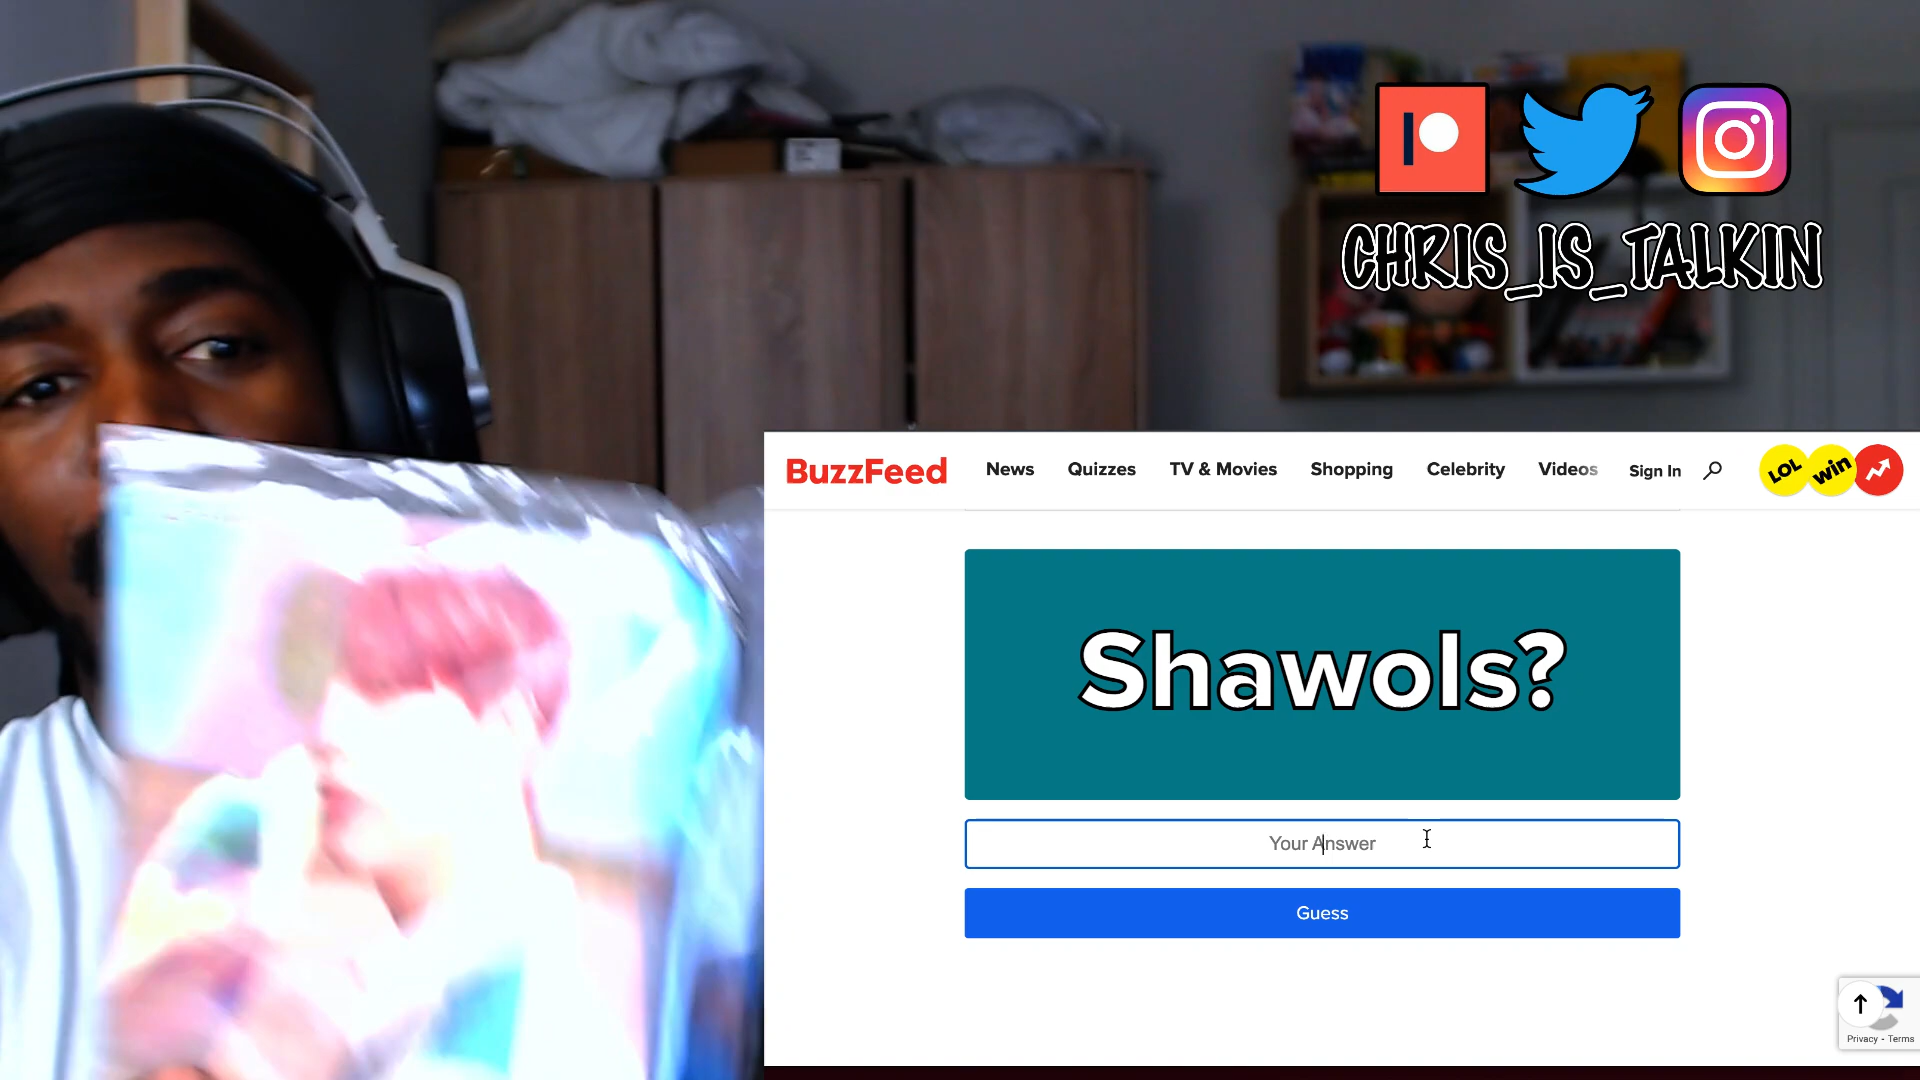 CHRIS_IS_TALKIN
BuzzFeed News Quizzes TV & Movies Shopping Celebrity Videos Sign In LOL win
Shawols?
Your Answer
Guess
Privacy - Terms